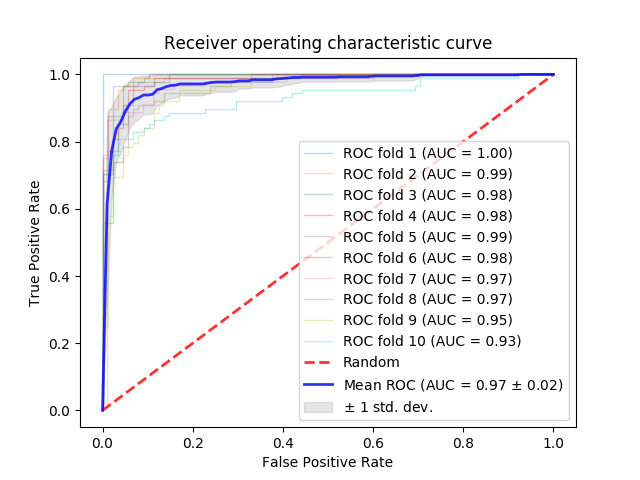 Receiver operating characteristic curve
True Positive Rate
1.0
0.8
0.6
0.4
0.2
0.0
ROC fold 1 (AUC = 1.00)
ROC fold 2 (AUC = 0.99)
ROC fold 3 (AUC = 0.98)
ROC fold 4 (AUC = 0.98)
ROC fold 5 (AUC = 0.99)
ROC fold 6 (AUC = 0.98)
ROC fold 7 (AUC = 0.97)
ROC fold 8 (AUC = 0.97)
ROC fold 9 (AUC = 0.95)
ROC fold 10 (AUC = 0.93)
Random
Mean ROC (AUC = 0.97 ± 0.02)
± 1 std. dev.
0.0 0.2 0.4 0.6 0.8 1.0
False Positive Rate